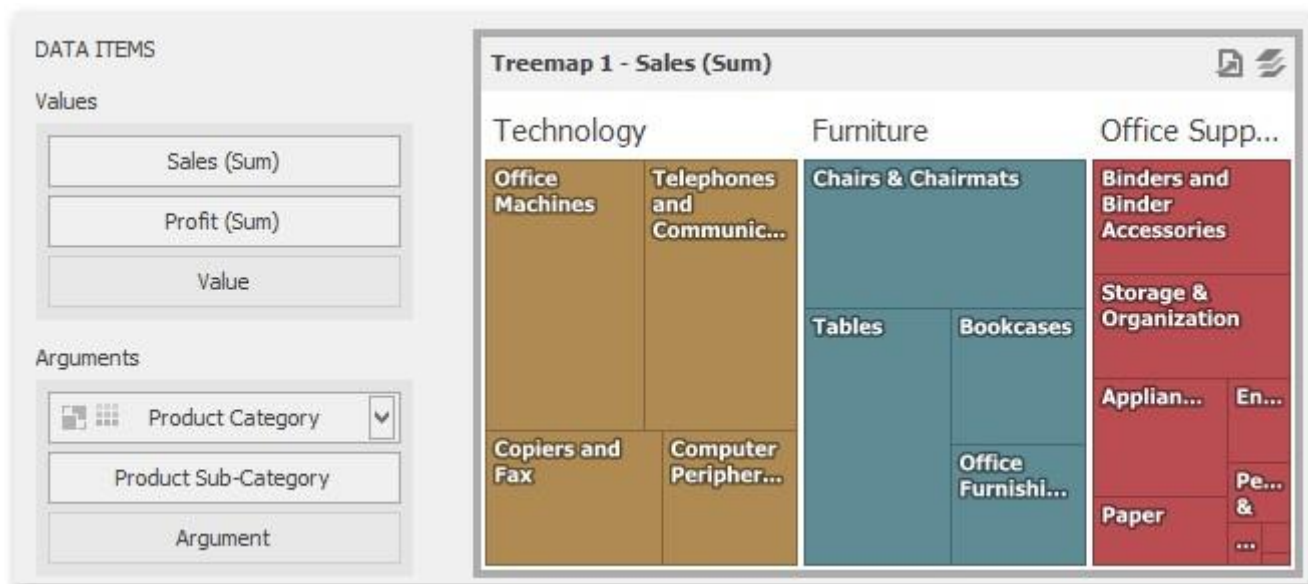 DATA ITEMS
Values
Sales (Sum)
Profit (Sum)
Value
Arguments
Product Category
Product Sub-Category
Argument
Treemap 1 - Sales (Sum)
Technology
Office
Machines
Telephones
and
Communic...
Copiers and
Fax
Computer
Peripher...
Furniture
Chairs & Chairmats
Tables
Bookcases
Office
Furnishi...
Office Supp...
Binders and
Binder
Accessories
Storage &
Organization
Applian...
En...
Pe...
&
Paper
...